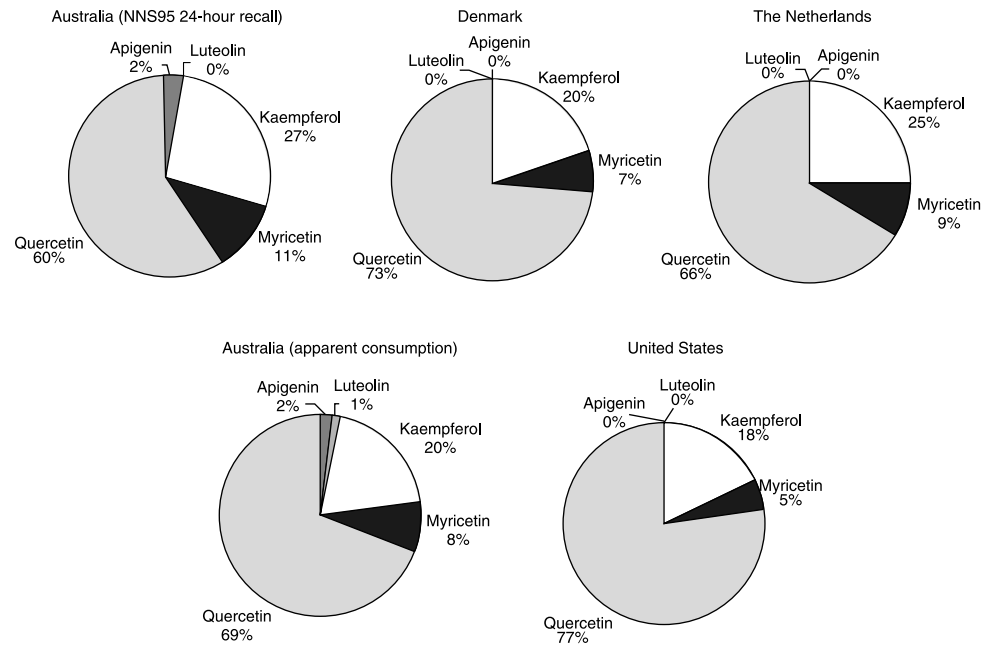 Australia (NNS95 24-hour recall)
Apigenin
2%
Luteolin
0%
Kaempferol
27%
Myricetin
11%
Quercetin
60%
Denmark
Apigenin
0%
Luteolin
0%
Kaempferol
20%
Myricetin
7%
Quercetin
73%
The Netherlands
Luteolin
0%
Apigenin
0%
Kaempferol
25%
Myricetin
9%
Quercetin
66%
Australia (apparent consumption)
Apigenin
2%
Luteolin
1%
Kaempferol
20%
Myricetin
8%
Quercetin
69%
United States
Luteolin
0%
Apigenin
0%
Kaempferol
18%
Myricetin
5%
Quercetin
77%